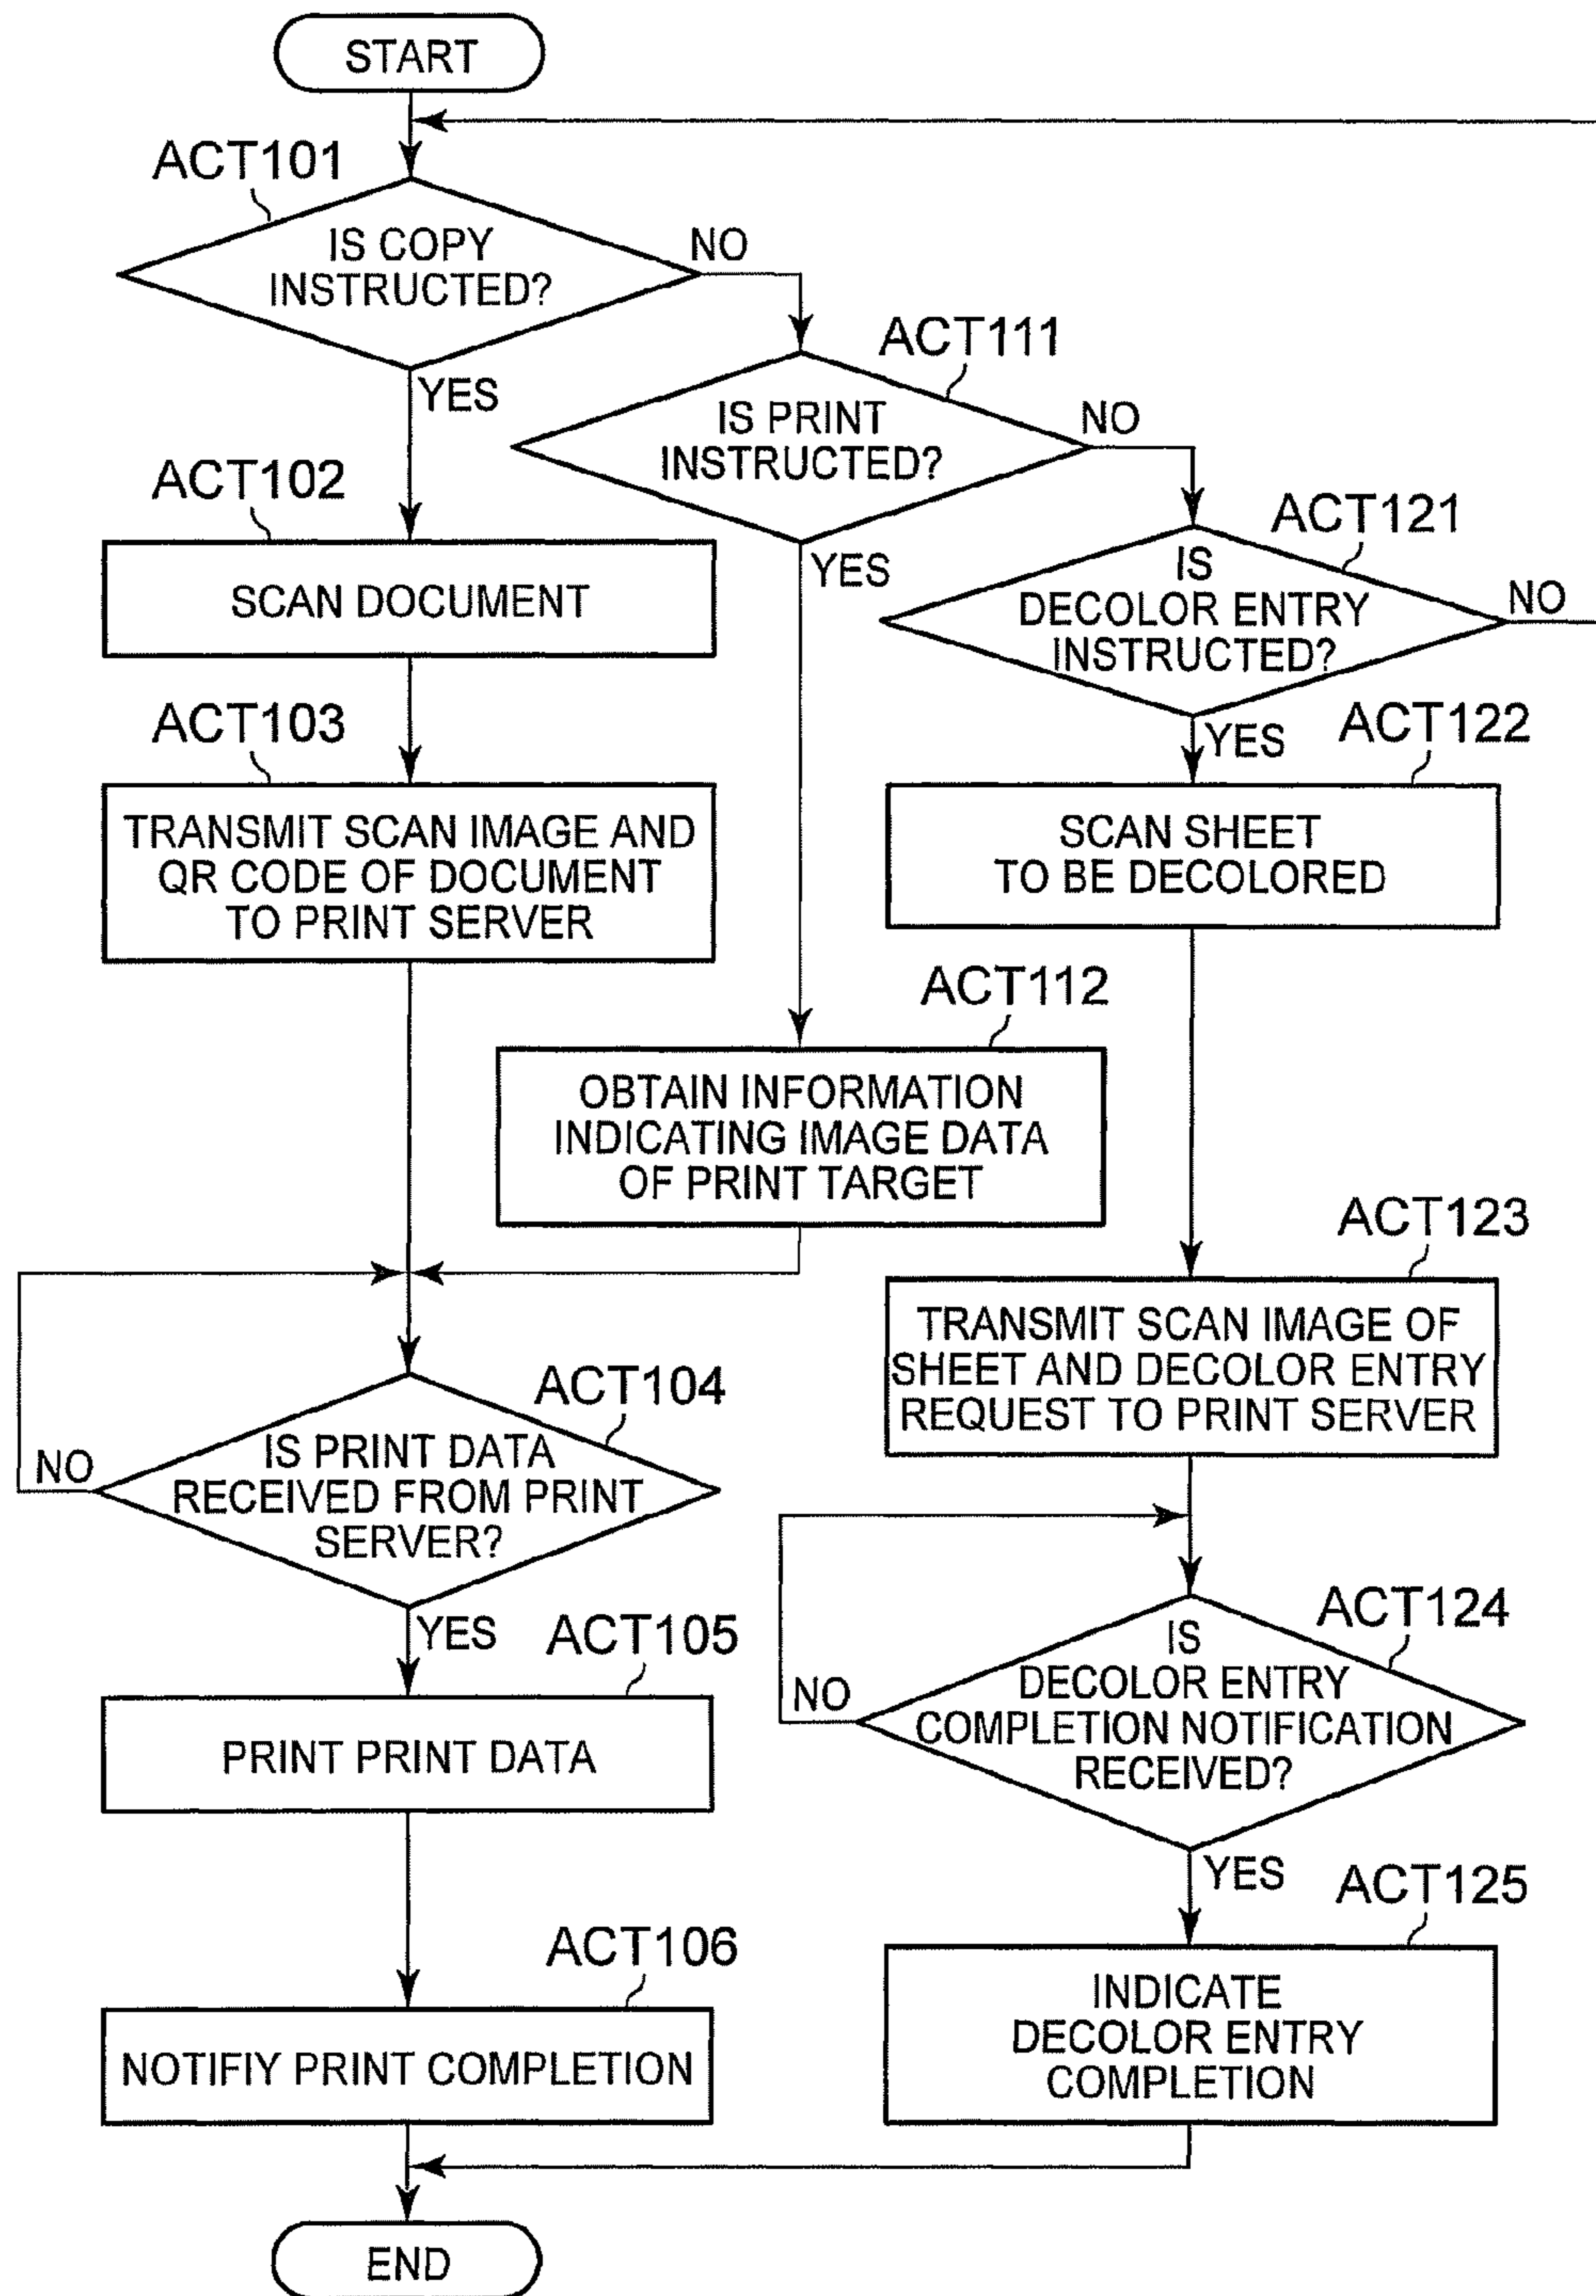 START
ACT101
IS COPY
INSTRUCTED?
NO
YES
ACT111
IS PRINT
INSTRUCTED?
NO
YES
ACT121
IS
DECOLOR ENTRY
INSTRUCTED?
NO
YES
ACT102
SCAN DOCUMENT
ACT103
TRANSMIT SCAN IMAGE AND
QR CODE OF DOCUMENT
TO PRINT SERVER
ACT122
SCAN SHEET
TO BE DECOLORED
ACT112
OBTAIN INFORMATION
INDICATING IMAGE DATA
OF PRINT TARGET
ACT123
TRANSMIT SCAN IMAGE OF
SHEET AND DECOLOR ENTRY
REQUEST TO PRINT SERVER
ACT104
IS PRINT DATA
RECEIVED FROM PRINT
SERVER?
NO
YES
ACT105
PRINT PRINT DATA
ACT106
NOTIFIY PRINT COMPLETION
ACT124
IS
DECOLOR ENTRY
COMPLETION NOTIFICATION
RECEIVED?
NO
YES
ACT125
INDICATE
DECOLOR ENTRY
COMPLETION
END